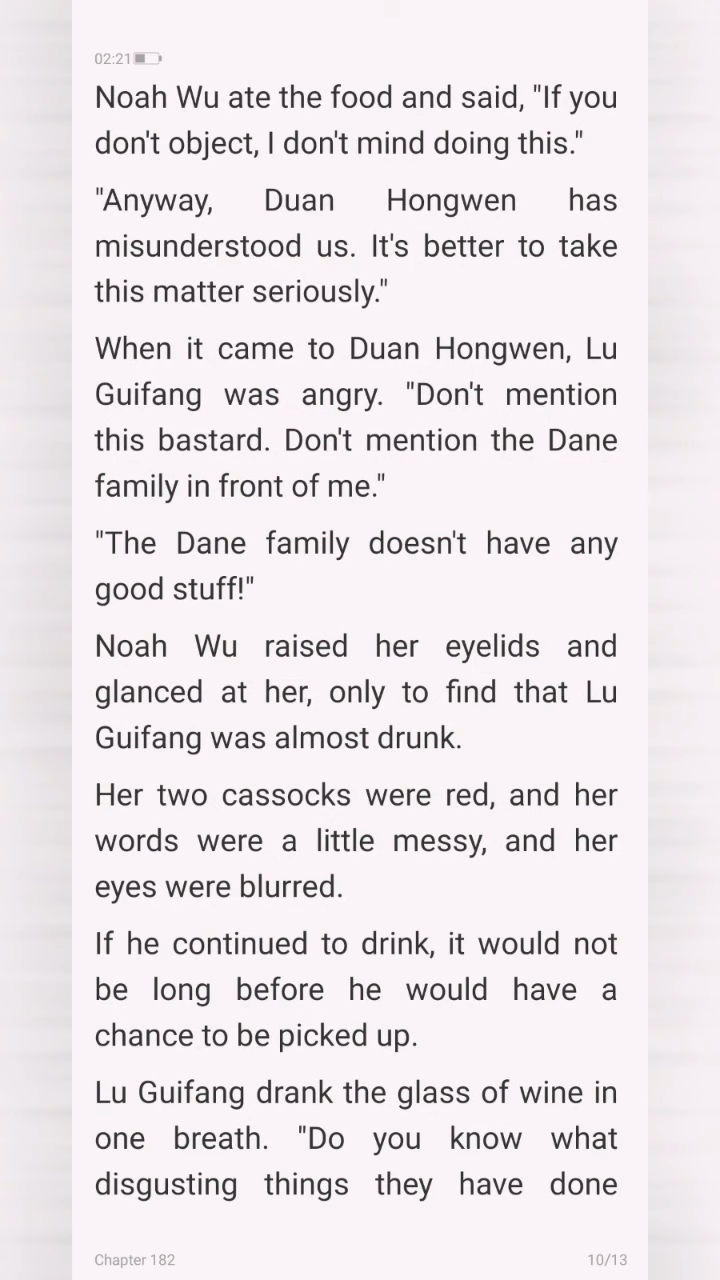 02:21
Noah Wu ate the food and said, "If you
don't object, I don't mind doing this."
"Anyway, Duan Hongwen has
misunderstood us. It's better to take
this matter seriously."
When it came to Duan Hongwen, Lu
Guifang was angry. "Don't mention
this bastard. Don't mention the Dane
family in front of me."
"The Dane family doesn't have any
good stuff!"
Noah Wu raised her eyelids and
glanced at her, only to find that Lu
Guifang was almost drunk.
Her two cassocks were red, and her
words were a little messy, and her
eyes were blurred.
If he continued to drink, it would not
be long before he would have a
chance to be picked up.
Lu Guifang drank the glass of wine in
one breath. "Do you know what
disgusting things they have done
Chapter 182 10/13